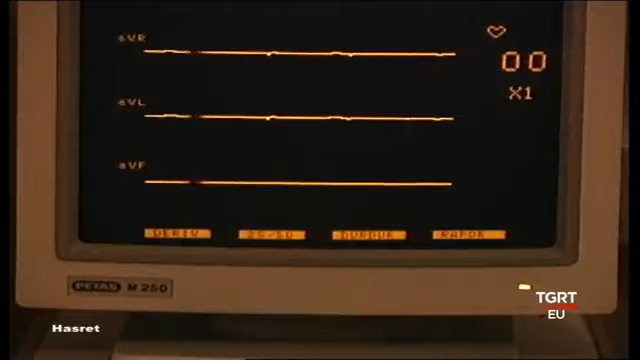 aVR
00
X1
aVL
aVF
DERIV 25/50 DURDUR RAPOR
PETAŞ M 250
TGRT
EU
Hasret